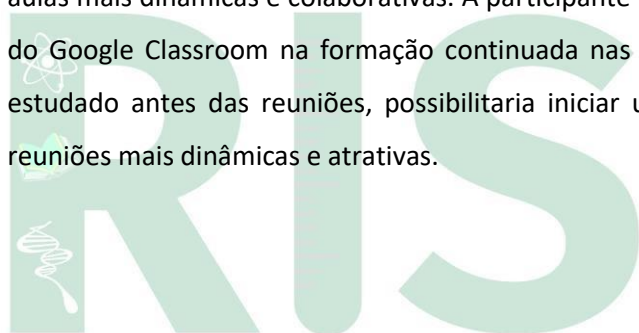 aulas mais dinâmicas e colaborativas. A participante
do Google Classroom na formação continuada nas
estudado antes das reuniões, possibilitaria iniciar u
reuniões mais dinâmicas e atrativas.
RIS